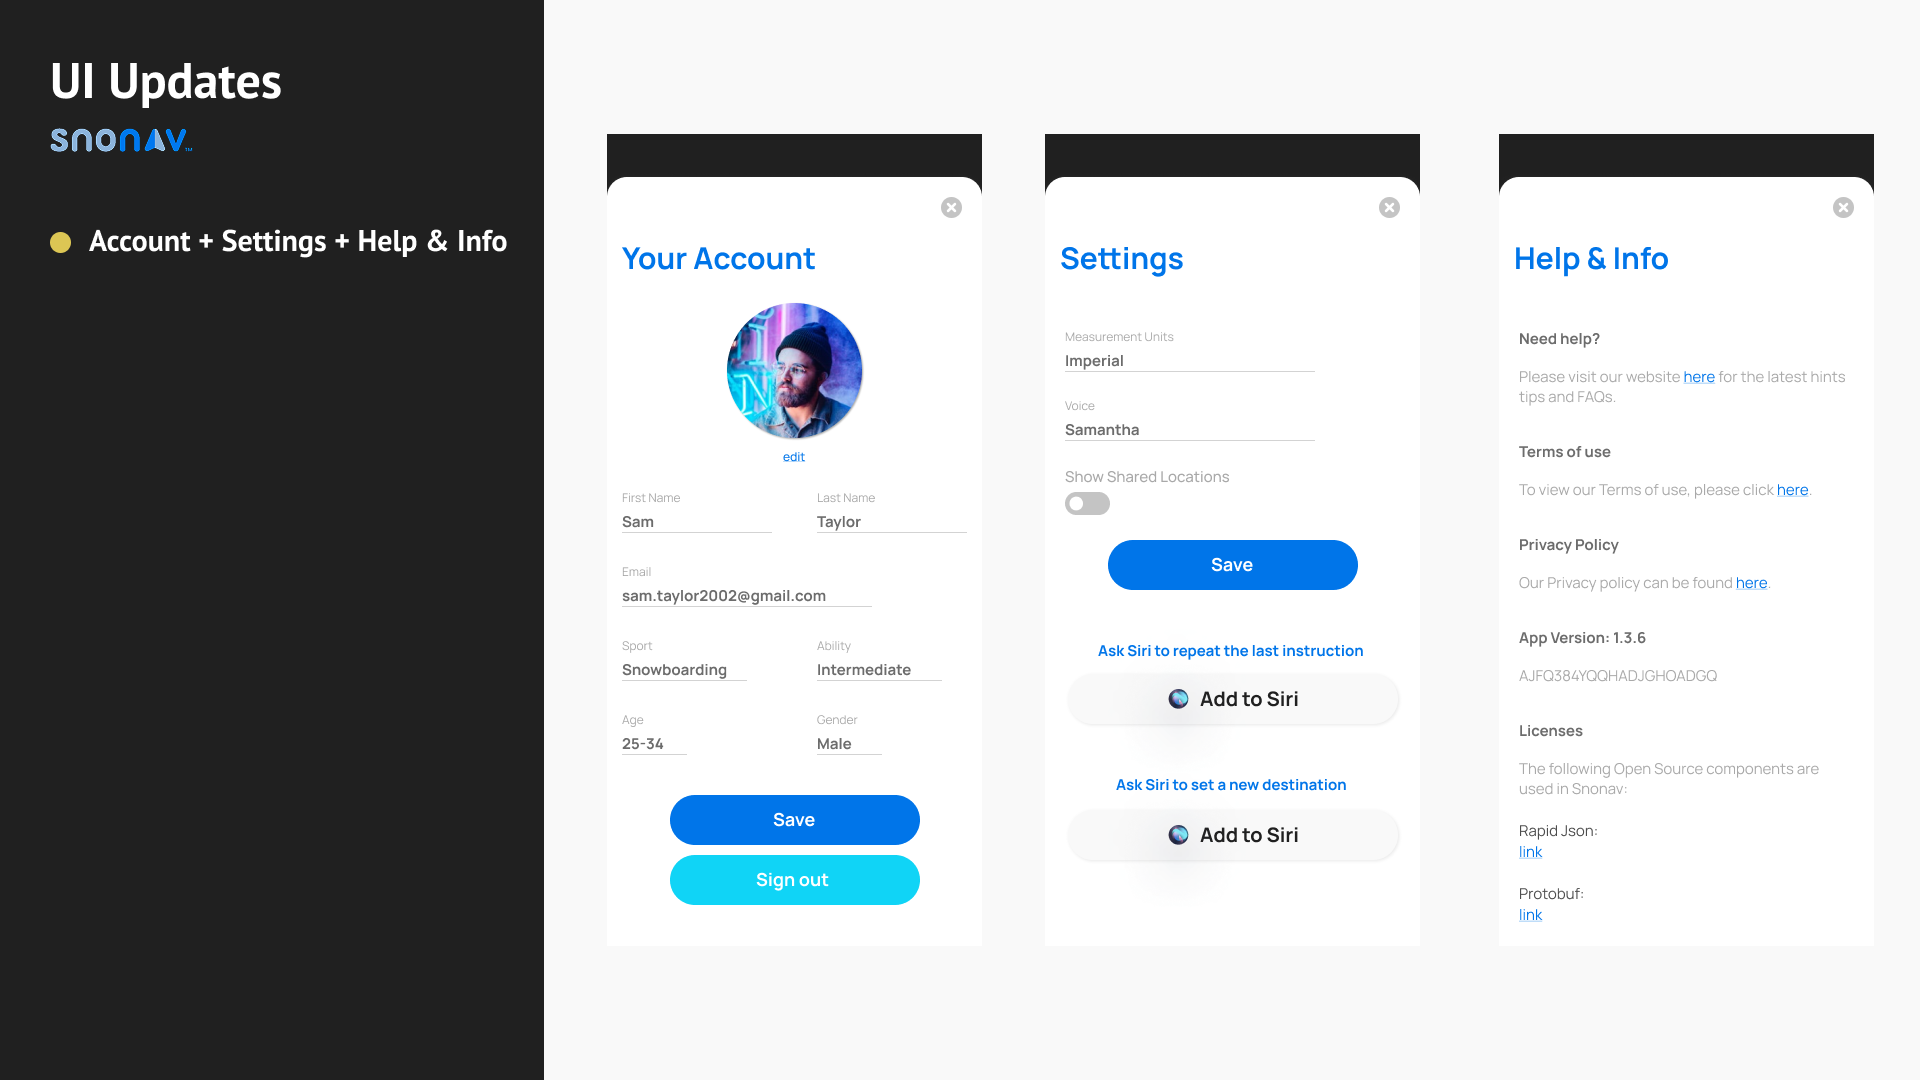 UI Updates
snonav™
Account + Settings + Help & Info
Your Account
edit
First Name
Last Name
Sam
Taylor
Email
sam.taylor2002@gmail.com
Sport
Ability
Snowboarding
Intermediate
Age
Gender
25-34
Male
Save
Sign out
Settings
Measurement Units
Imperial
Voice
Samantha
Show Shared Locations
Save
Ask Siri to repeat the last instruction
Add to Siri
Ask Siri to set a new destination
Add to Siri
Help & Info
Need help?
Please visit our website here for the latest hints
tips and FAQs.
Terms of use
To view our Terms of use, please click here.
Privacy Policy
Our Privacy policy can be found here.
App Version: 1.3.6
AJFQ384YQQHADJGHOADGQ
Licenses
The following Open Source components are
used in Snonav:
Rapid Json:
link
Protobuf:
link